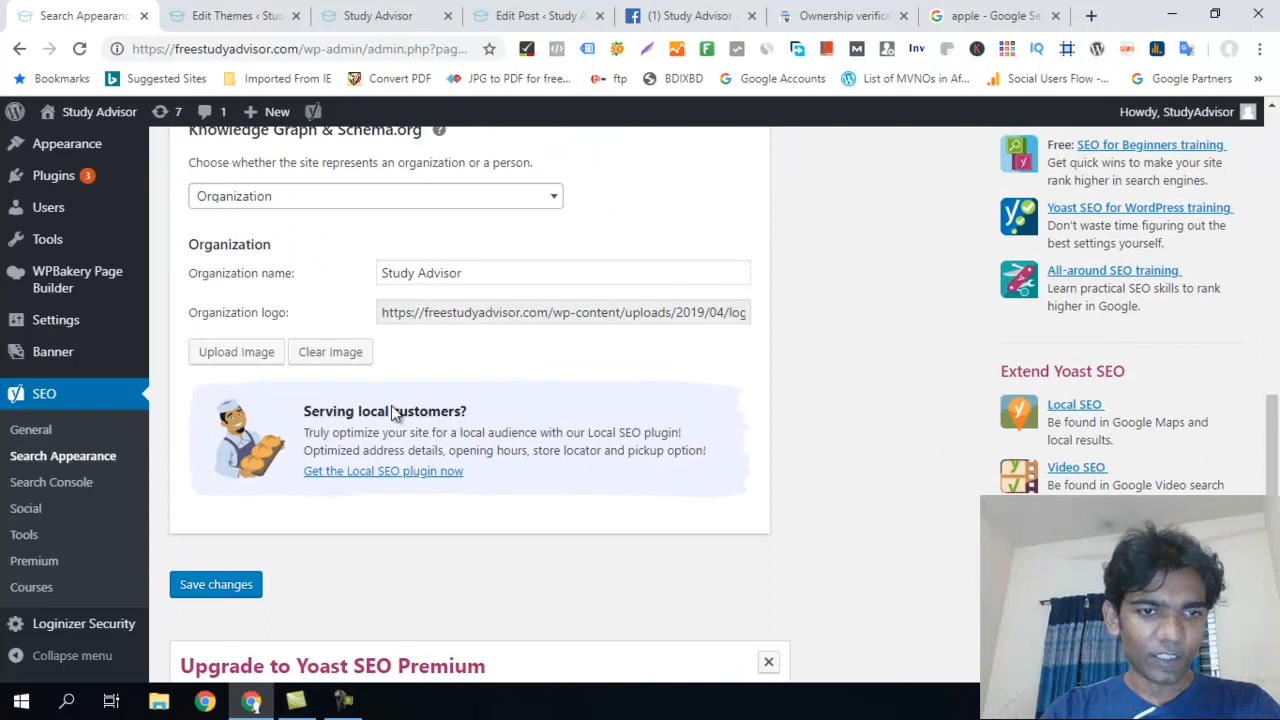 Search Appearance
Edit Themes ‹ Stu
Study Advisor
Edit Post ‹ Study A
(1) Study Advisor -
Ownership verifica
apple - Google Se
https://freestudyadvisor.com/wp-admin/admin.php?pag...
Inv
Bookmarks
Suggested Sites
Imported From IE
Convert PDF
JPG to PDF for free...
ftp
BDIXBD
Google Accounts
List of MVNOs in Af...
Social Users Flow -...
Google Partners
»
Study Advisor
7
1
New
Howdy, StudyAdvisor
Appearance
Plugins 3
Users
Tools
WPBakery Page
Builder
Settings
Banner
SEO
General
Search Appearance
Search Console
Social
Tools
Premium
Courses
Loginizer Security
Collapse menu
Knowledge Graph & Schema.org
Choose whether the site represents an organization or a person.
Organization
Organization
Organization name:
Study Advisor
Organization logo:
https://freestudyadvisor.com/wp-content/uploads/2019/04/log
Upload Image
Clear Image
Serving local customers?
Truly optimize your site for a local audience with our Local SEO plugin!
Optimized address details, opening hours, store locator and pickup option!
Get the Local SEO plugin now
Save changes
Upgrade to Yoast SEO Premium
Free: SEO for Beginners training
Get quick wins to make your site
rank higher in search engines.
Yoast SEO for WordPress training
Don't waste time figuring out the
best settings yourself.
All-around SEO training
Learn practical SEO skills to rank
higher in Google.
Extend Yoast SEO
Local SEO
Be found in Google Maps and
local results.
Video SEO
Be found in Google Video search